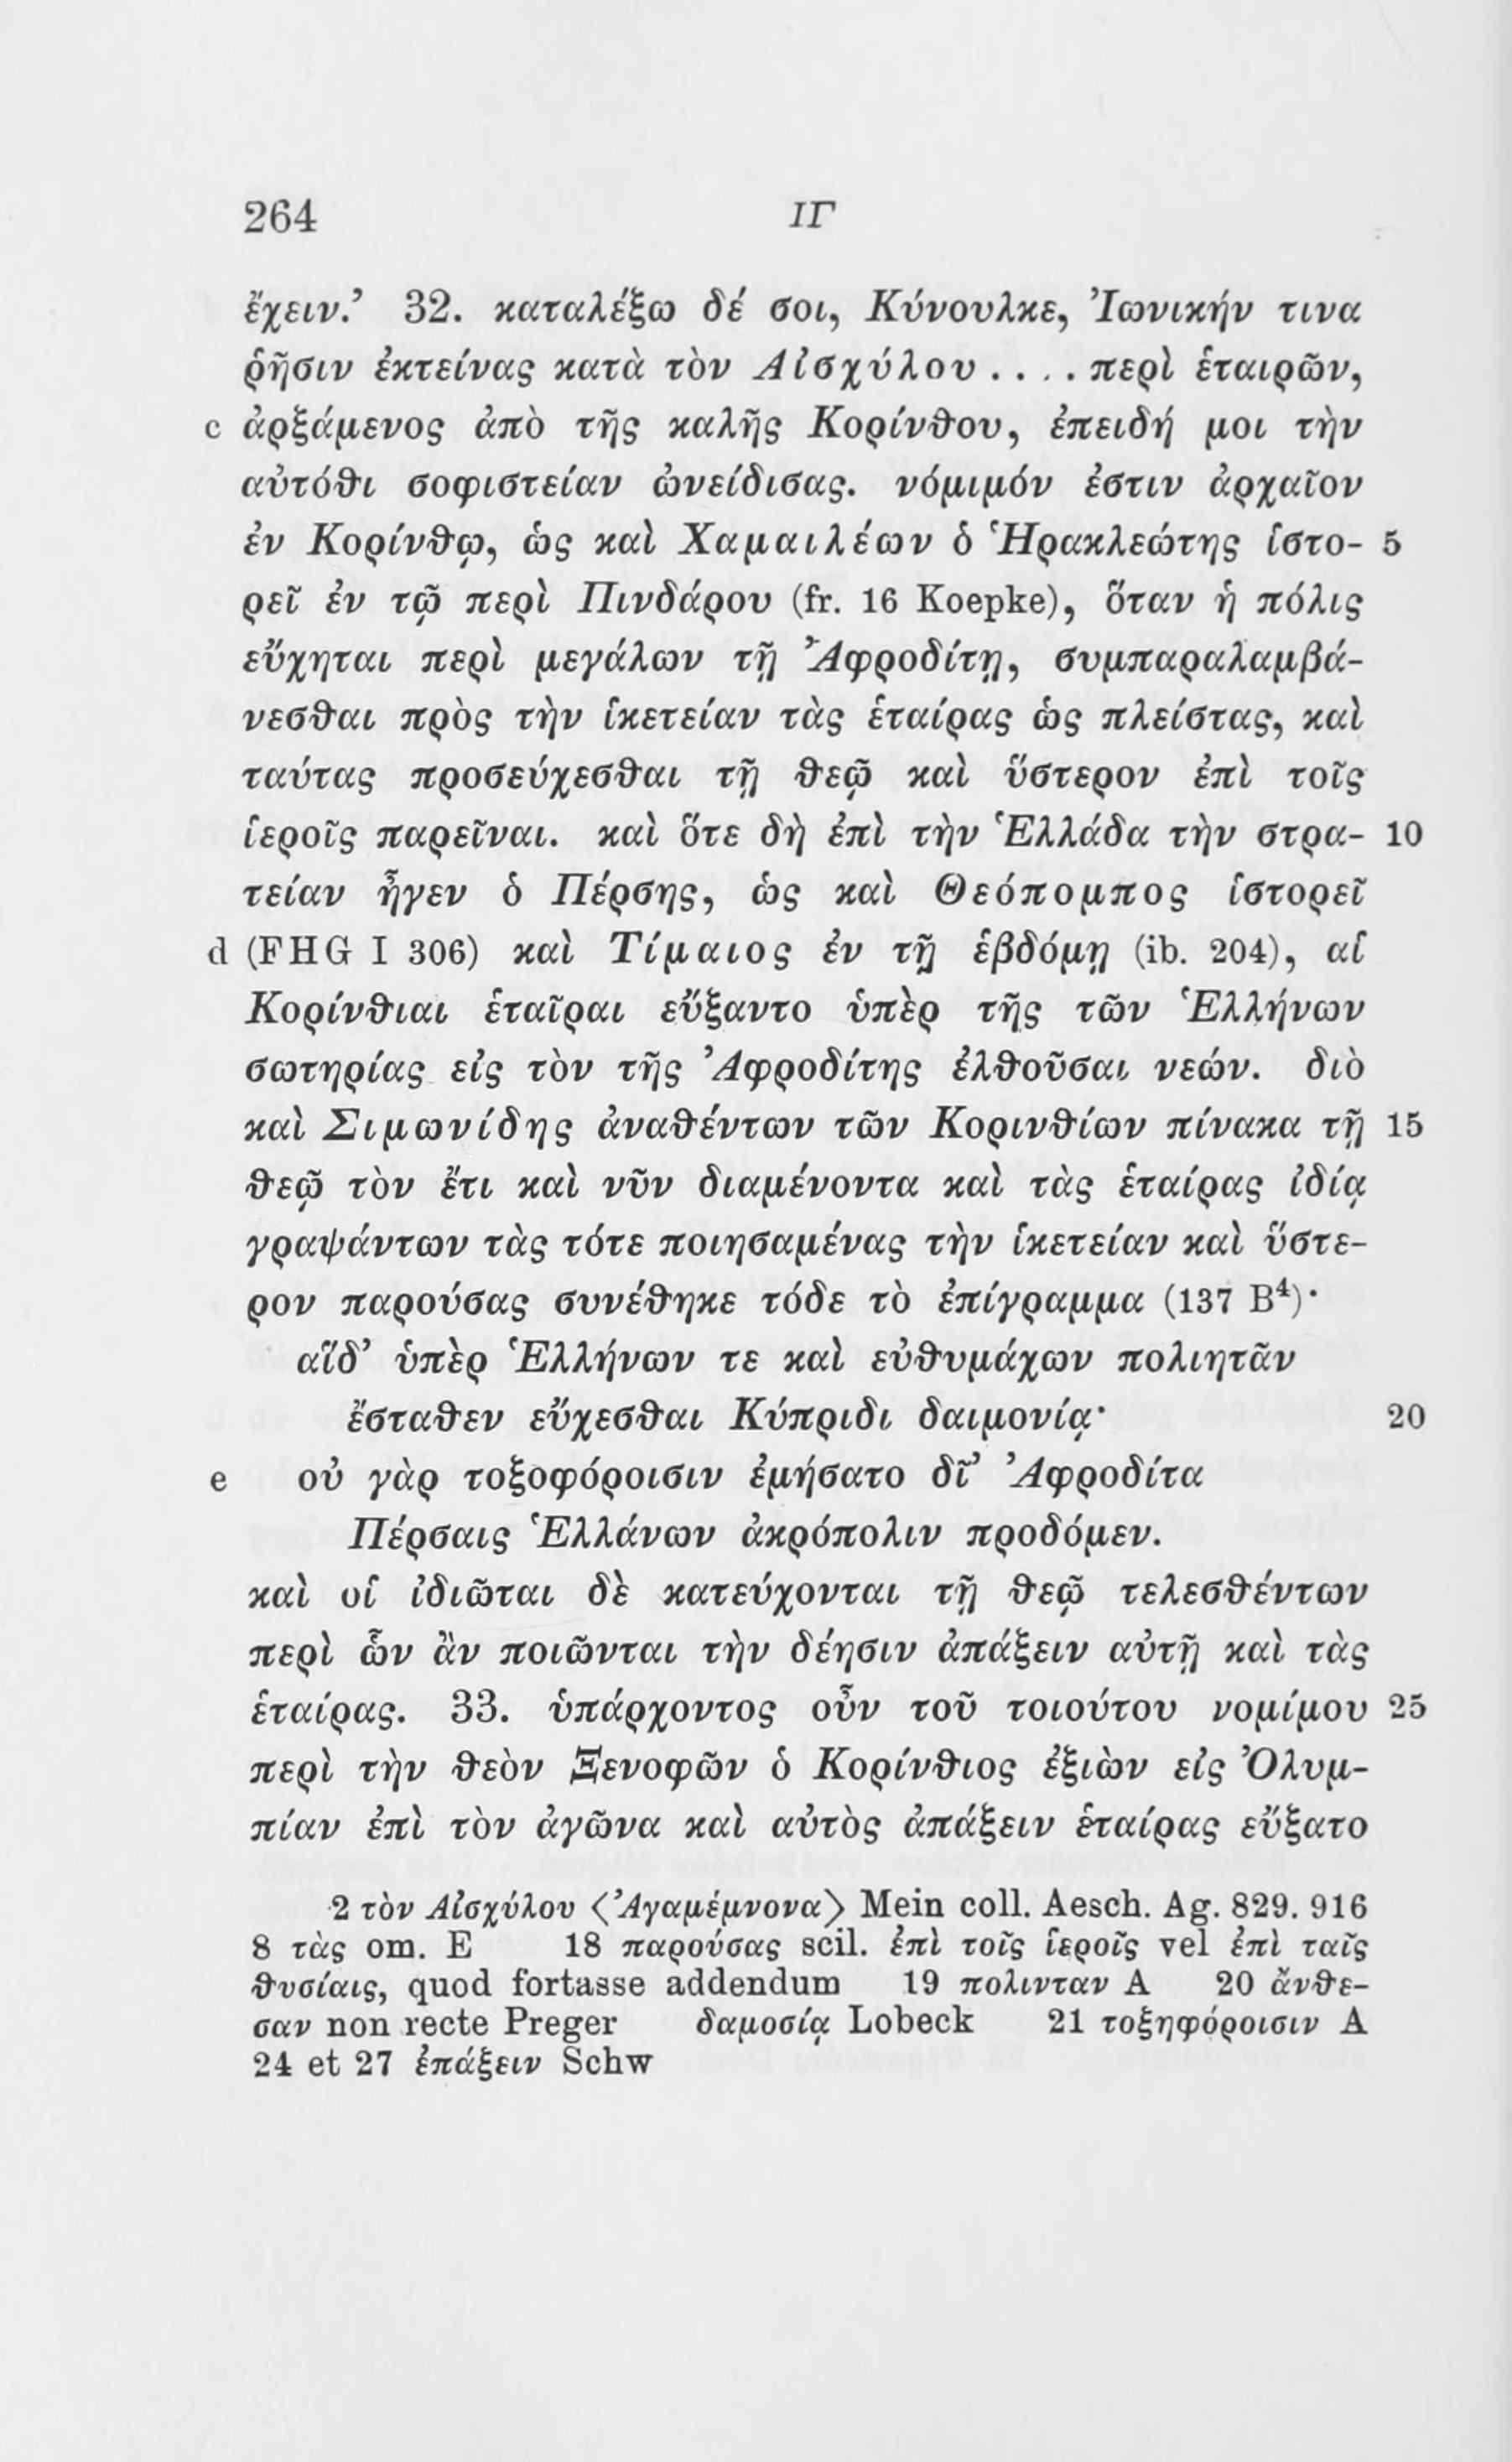 264 ΙΓ
ἔχειν.’ 32. καταλέξω δέ σοι, Κύνουλκε, Ἰωνικήν τινα
ῥῆσιν ἐκτείνας κατὰ τὸν Αἰσχύλου .... περὶ ἑταιρῶν,
c ἀρξάμενος ἀπὸ τῆς καλῆς Κορίνθου, ἐπειδή μοι τὴν
αὐτόθι σοφιστείαν ὠνείδισας. νόμιμόν ἐστιν ἀρχαῖον
ἐν Κορίνθῳ, ὡς καὶ Χαμαιλέων ὁ Ἡρακλεώτης ἱστο- 5
ρεῖ ἐν τῷ περὶ Πινδάρου (fr. 16 Koepke), ὅταν ἡ πόλις
εὔχηται περὶ μεγάλων τῇ Ἀφροδίτῃ, συμπαραλαμβά-
νεσθαι πρὸς τὴν ἱκετείαν τὰς ἑταίρας ὡς πλείστας, καὶ
ταύτας προσεύχεσθαι τῇ θεῷ καὶ ὕστερον ἐπὶ τοῖς
ἱεροῖς παρεῖναι. καὶ ὅτε δὴ ἐπὶ τὴν Ἑλλάδα τὴν στρα- 10
τείαν ἦγεν ὁ Πέρσης, ὡς καὶ Θεόπομπος ἱστορεῖ
d (FHG I 306) καὶ Τίμαιος ἐν τῇ ἑβδόμῃ (ib. 204), αἱ
Κορίνθιαι ἑταῖραι εὔξαντο ὑπὲρ τῆς τῶν Ἑλλήνων
σωτηρίας εἰς τὸν τῆς Ἀφροδίτης ἐλθοῦσαι νεών. διὸ
καὶ Σιμωνίδης ἀναθέντων τῶν Κορινθίων πίνακα τῇ 15
θεῷ τὸν ἔτι καὶ νῦν διαμένοντα καὶ τὰς ἑταίρας ἰδίᾳ
γραψάντων τὰς τότε ποιησαμένας τὴν ἱκετείαν καὶ ὕστε-
ρον παρούσας συνέθηκε τόδε τὸ ἐπίγραμμα (137 B⁴)·
αἵδ’ ὑπὲρ Ἑλλήνων τε καὶ εὐθυμάχων πολιητᾶν
ἔσταθεν εὔχεσθαι Κύπριδι δαιμονίᾳ· 20
e οὐ γὰρ τοξοφόροισιν ἐμήσατο δῖ’ Ἀφροδίτα
Πέρσαις Ἑλλάνων ἀκρόπολιν προδόμεν.
καὶ οἱ ἰδιῶται δὲ κατεύχονται τῇ θεῷ τελεσθέντων
περὶ ὧν ἂν ποιῶνται τὴν δέησιν ἀπάξειν αὐτῇ καὶ τὰς
ἑταίρας. 33. ὑπάρχοντος οὖν τοῦ τοιούτου νομίμου 25
περὶ τὴν θεὸν Ξενοφῶν ὁ Κορίνθιος ἐξιὼν εἰς Ὀλυμ-
πίαν ἐπὶ τὸν ἀγῶνα καὶ αὐτὸς ἀπάξειν ἑταίρας εὔξατο
2 τὸν Αἰσχύλου ⟨Ἀγαμέμνονα⟩ Mein coll. Aesch. Ag. 829. 916
8 τὰς om. E 18 παρούσας scil. ἐπὶ τοῖς ἱεροῖς vel ἐπὶ ταῖς
θυσίαις, quod fortasse addendum 19 πολινταν A 20 ἄνθε-
σαν non recte Preger δαμοσίᾳ Lobeck 21 τοξηφόροισιν A
24 et 27 ἐπάξειν Schw